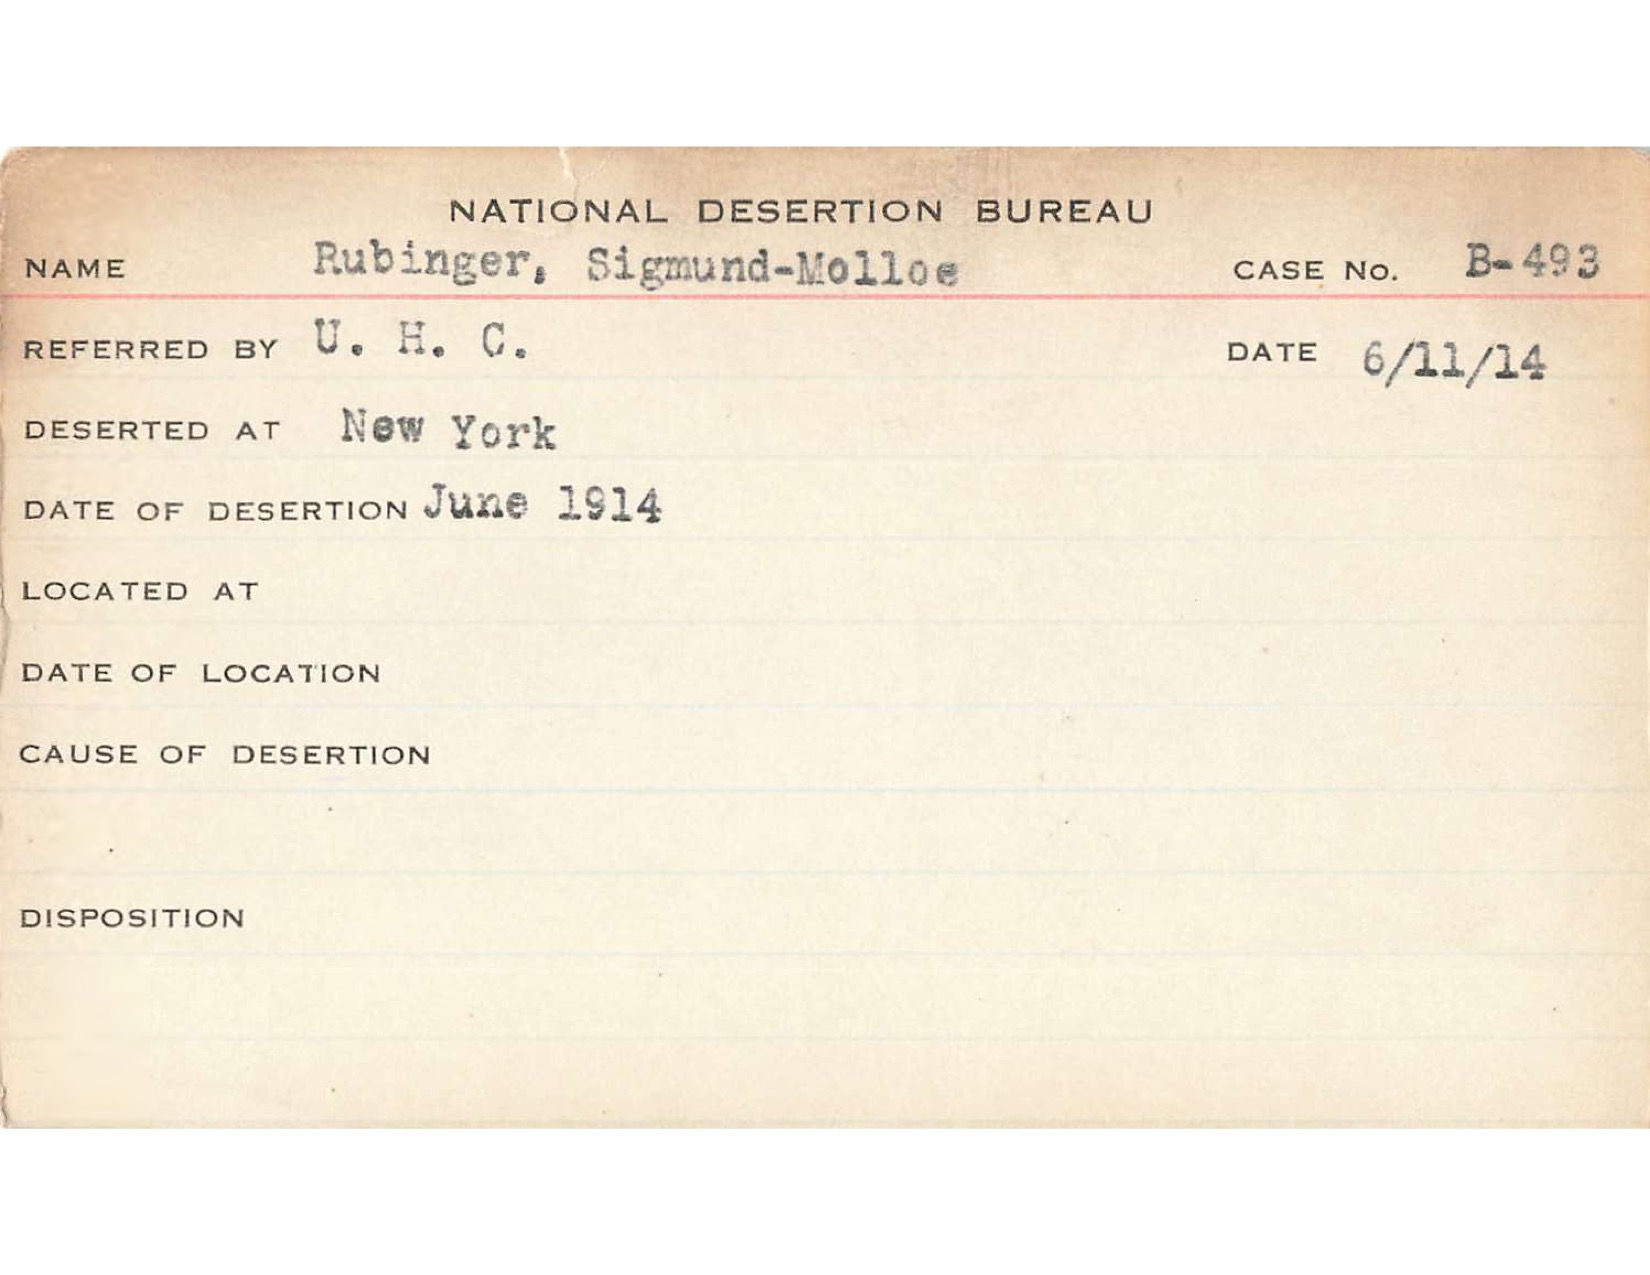 NATIONAL DESERTION BUREAU
NAME Rubinger, Sigmund-Molloe CASE No. B-493
REFERRED BY U. H. C. DATE 6/11/14
DESERTED AT New York
DATE OF DESERTION June 1914
LOCATED AT
DATE OF LOCATION
CAUSE OF DESERTION
DISPOSITION